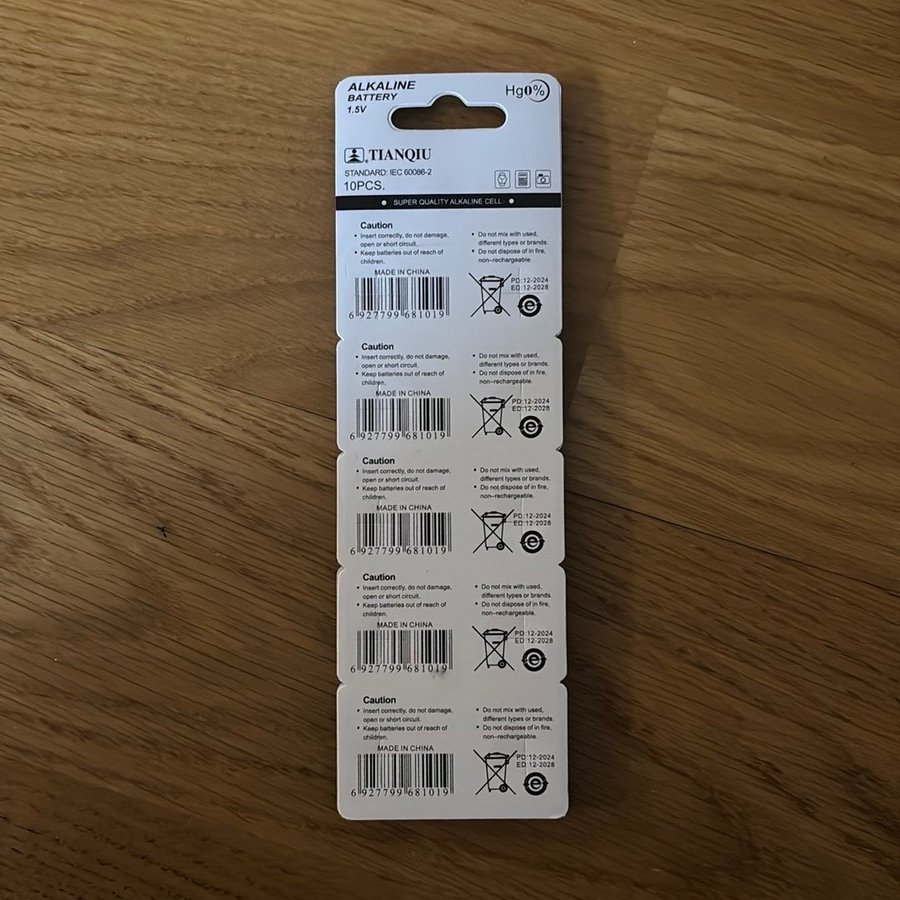 ALKALINE
BATTERY
1.5V
Hg0%
TIANQIU
STANDARD: IEC 60086-2
10PCS.
SUPER QUALITY ALKALINE CELL
Caution
• Insert correctly, do not damage,
open or short circuit.
• Keep batteries out of reach of
children.
• Do not mix with used,
different types or brands.
• Do not dispose of in fire,
non-rechargeable.
MADE IN CHINA
6 927799 681019
PD:12-2024
ED:12-2028
e
Caution
• Insert correctly, do not damage,
open or short circuit.
• Keep batteries out of reach of
children.
• Do not mix with used,
different types or brands.
• Do not dispose of in fire,
non-rechargeable.
MADE IN CHINA
6 927799 681019
PD:12-2024
ED:12-2028
e
Caution
• Insert correctly, do not damage,
open or short circuit.
• Keep batteries out of reach of
children.
• Do not mix with used,
different types or brands.
• Do not dispose of in fire,
non-rechargeable.
MADE IN CHINA
6 927799 681019
PD:12-2024
ED:12-2028
e
Caution
• Insert correctly, do not damage,
open or short circuit.
• Keep batteries out of reach of
children.
• Do not mix with used,
different types or brands.
• Do not dispose of in fire,
non-rechargeable.
MADE IN CHINA
6 927799 681019
PD:12-2024
ED:12-2028
e
Caution
• Insert correctly, do not damage,
open or short circuit.
• Keep batteries out of reach of
children.
• Do not mix with used,
different types or brands.
• Do not dispose of in fire,
non-rechargeable.
MADE IN CHINA
6 927799 681019
PD:12-2024
ED:12-2028
e